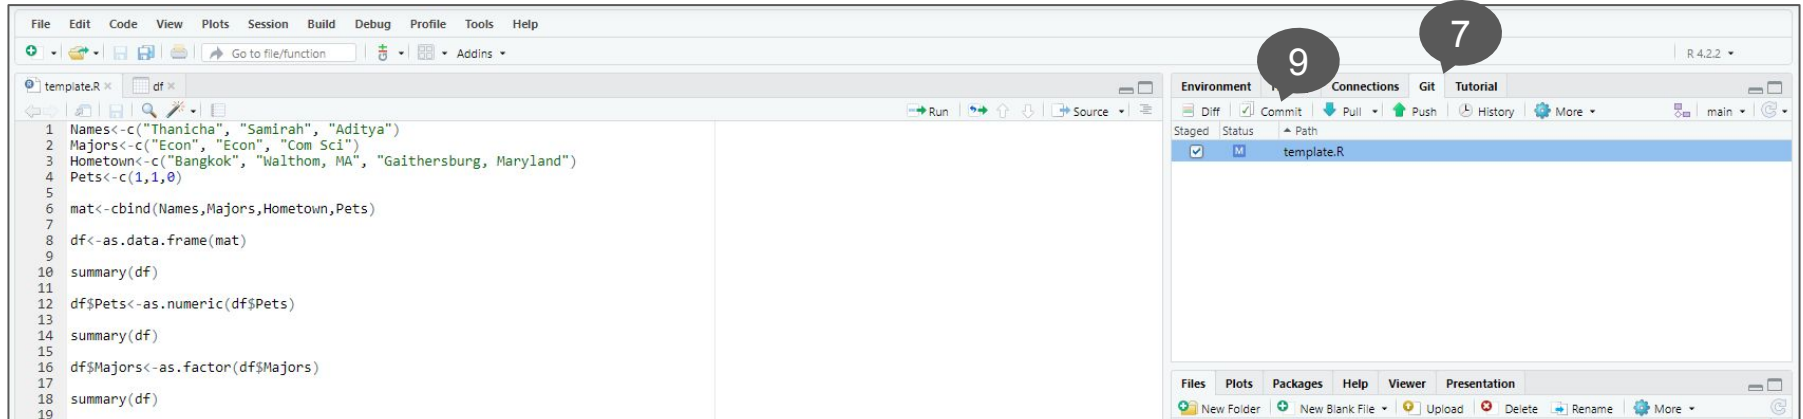 File Edit Code View Plots Session Build Debug Profile Tools Help
7
9
Go to file/function Addins R 4.2.2
template.R df
Environment Connections Git Tutorial
Run Source
Diff Commit Pull Push History More main
Staged Status Path
M template.R
1 Names<-c("Thanicha", "Samirah", "Aditya")
2 Majors<-c("Econ", "Econ", "Com Sci")
3 Hometown<-c("Bangkok", "Walthom, MA", "Gaithersburg, Maryland")
4 Pets<-c(1,1,0)
5
6 mat<-cbind(Names,Majors,Hometown,Pets)
7
8 df<-as.data.frame(mat)
9
10 summary(df)
11
12 df$Pets<-as.numeric(df$Pets)
13
14 summary(df)
15
16 df$Majors<-as.factor(df$Majors)
17
18 summary(df)
19
Files Plots Packages Help Viewer Presentation
New Folder New Blank File Upload Delete Rename More